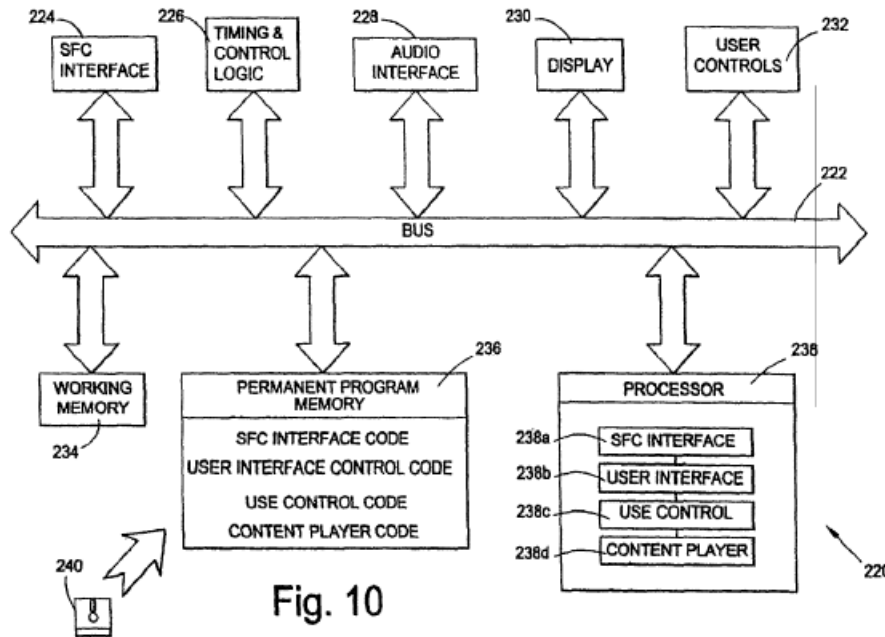 224
SFC
INTERFACE
226
TIMING &
CONTROL
LOGIC
228
AUDIO
INTERFACE
230
DISPLAY
USER
CONTROLS
232
222
BUS
WORKING
MEMORY
234
236
PERMANENT PROGRAM
MEMORY
SFC INTERFACE CODE
USER INTERFACE CONTROL CODE
USE CONTROL CODE
CONTENT PLAYER CODE
238
PROCESSOR
238a
SFC INTERFACE
238b
USER INTERFACE
238c
USE CONTROL
238d
CONTENT PLAYER
220
240
Fig. 10